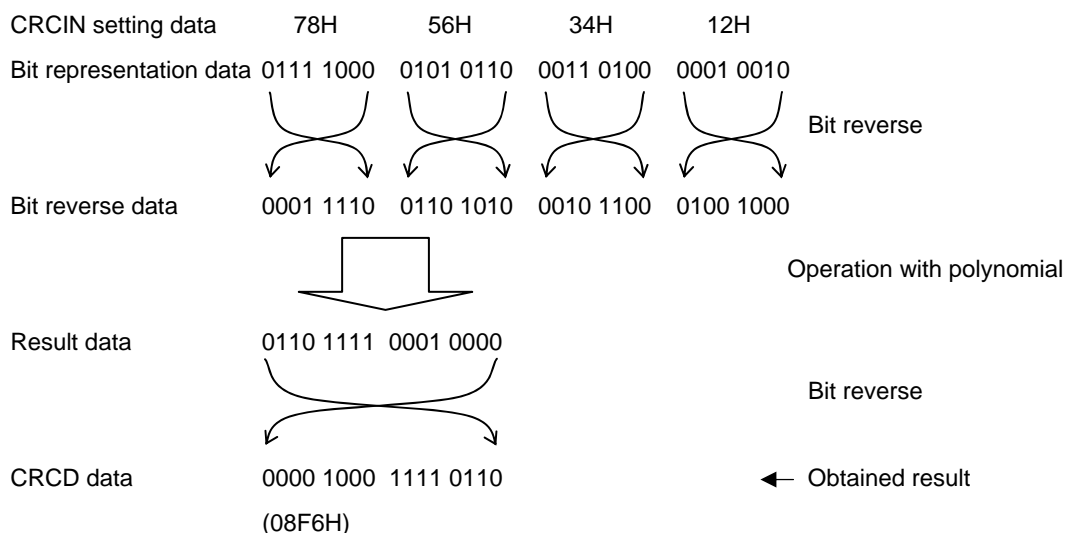 CRCIN setting data 78H 56H 34H 12H
Bit representation data 0111 1000 0101 0110 0011 0100 0001 0010
Bit reverse
Bit reverse data 0001 1110 0110 1010 0010 1100 0100 1000
Operation with polynomial
Result data 0110 1111 0001 0000
Bit reverse
CRCD data 0000 1000 1111 0110 Obtained result
(08F6H)